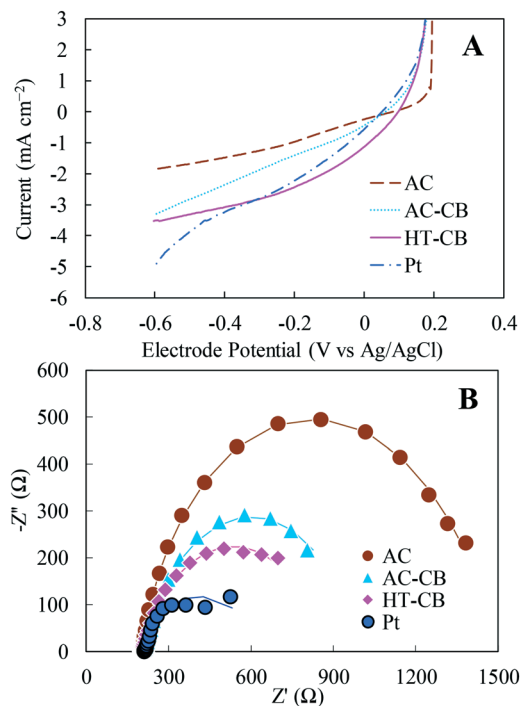 3
2
1
0
-1
-2
-3
-4
-5
-6
Current (mA cm⁻²)
A
AC
AC-CB
HT-CB
Pt
-0.8 -0.6 -0.4 -0.2 0 0.2 0.4
Electrode Potential (V vs Ag/AgCl)
600
500
400
300
200
100
0
-Z" (Ω)
B
AC
AC-CB
HT-CB
Pt
0 300 600 900 1200 1500
Z' (Ω)